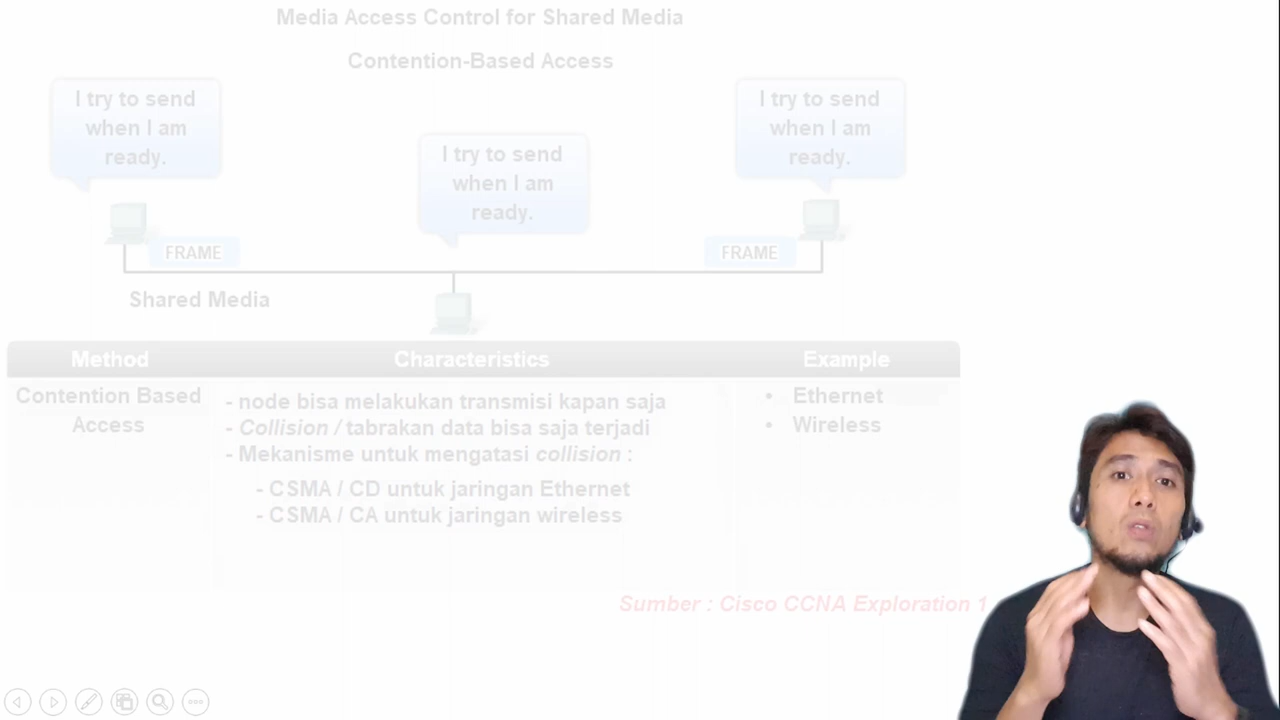 Media Access Control for Shared Media
Contention-Based Access
I try to send
when I am
ready.
I try to send
when I am
ready.
I try to send
when I am
ready.
FRAME
FRAME
Shared Media
Method
Characteristics
Example
Contention Based
Access
- node bisa melakukan transmisi kapan saja
- Collision / tabrakan data bisa saja terjadi
- Mekanisme untuk mengatasi collision :
- CSMA / CD untuk jaringan Ethernet
- CSMA / CA untuk jaringan wireless
• Ethernet
• Wireless
Sumber : Cisco CCNA Exploration 1